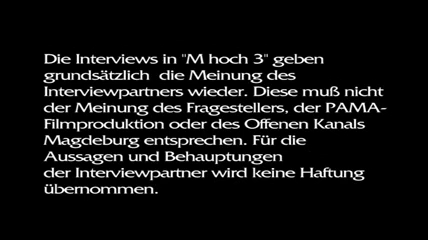 Die Interviews in "M hoch 3" geben
grundsätzlich die Meinung des
Interviewpartners wieder. Diese muß nicht
der Meinung des Fragestellers, der PAMA-
Filmproduktion oder des Offenen Kanals
Magdeburg entsprechen. Für die
Aussagen und Behauptungen
der Interviewpartner wird keine Haftung
übernommen.